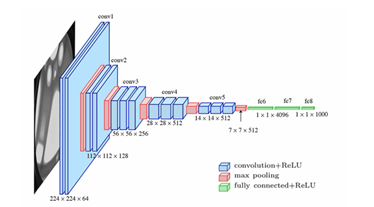 conv1
conv2
conv3
conv4
conv5
fc6 fc7 fc8
1 × 1 × 4096 1 × 1 × 1000
14 × 14 × 512
28 × 28 × 512
7 × 7 × 512
56 × 56 × 256
112 × 112 × 128
224 × 224 × 64
convolution+ReLU
max pooling
fully connected+ReLU